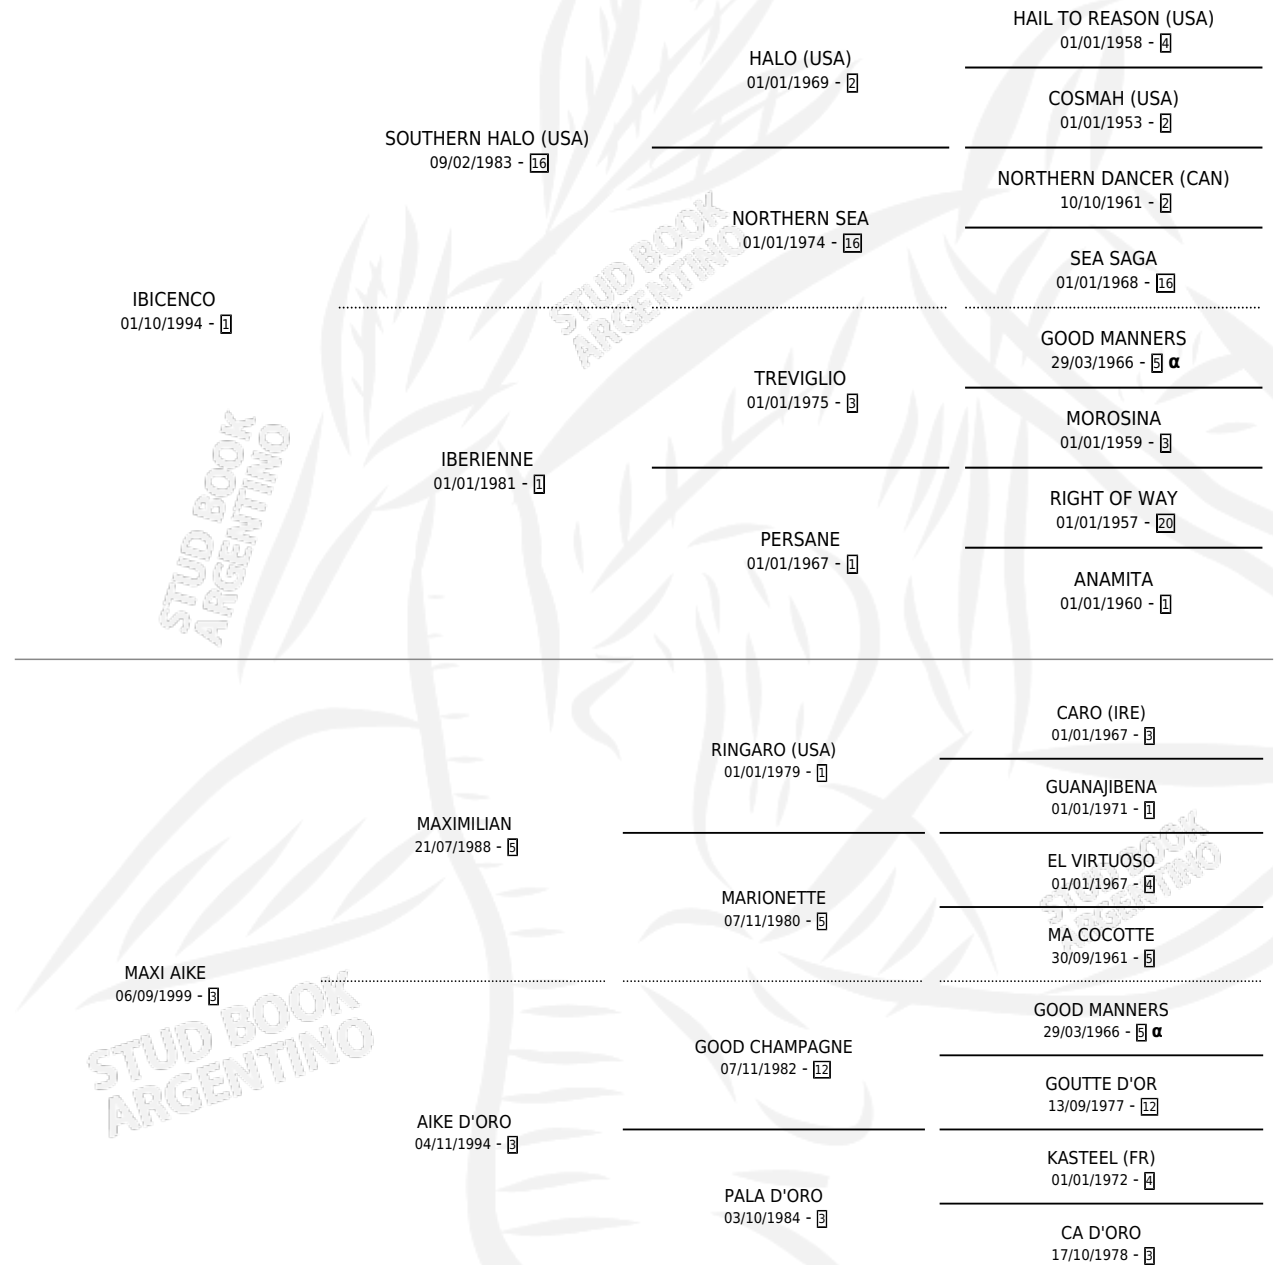 HAIL TO REASON (USA)
01/01/1958 - 4
HALO (USA)
01/01/1969 - 2
COSMAH (USA)
01/01/1953 - 2
SOUTHERN HALO (USA)
09/02/1983 - 16
NORTHERN DANCER (CAN)
10/10/1961 - 2
NORTHERN SEA
01/01/1974 - 16
SEA SAGA
01/01/1968 - 16
IBICENCO
01/10/1994 - 1
GOOD MANNERS
29/03/1966 - 5 α
TREVIGLIO
01/01/1975 - 3
MOROSINA
01/01/1959 - 3
IBERIENNE
01/01/1981 - 1
RIGHT OF WAY
01/01/1957 - 20
PERSANE
01/01/1967 - 1
ANAMITA
01/01/1960 - 1
CARO (IRE)
01/01/1967 - 3
RINGARO (USA)
01/01/1979 - 1
GUANAJIBENA
01/01/1971 - 1
MAXIMILIAN
21/07/1988 - 5
EL VIRTUOSO
01/01/1967 - 4
MARIONETTE
07/11/1980 - 5
MA COCOTTE
30/09/1961 - 5
MAXI AIKE
06/09/1999 - 3
GOOD MANNERS
29/03/1966 - 5 α
GOOD CHAMPAGNE
07/11/1982 - 12
GOUTTE D'OR
13/09/1977 - 12
AIKE D'ORO
04/11/1994 - 3
KASTEEL (FR)
01/01/1972 - 4
PALA D'ORO
03/10/1984 - 3
CA D'ORO
17/10/1978 - 3
STUD BOOK
ARGENTINO
STUD BOOK
ARGENTINO
STUD BOOK
ARGENTINO
STUD BOOK
ARGENTINO